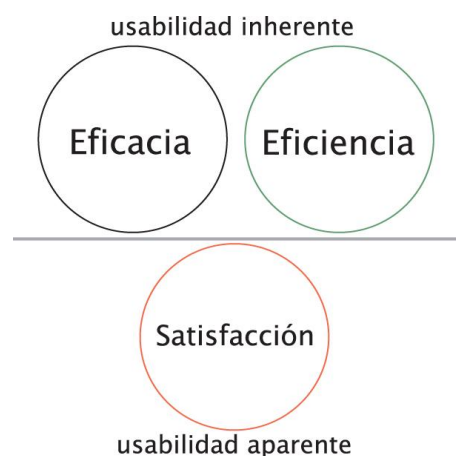 usabilidad inherente
Eficacia
Eficiencia
Satisfacción
usabilidad aparente